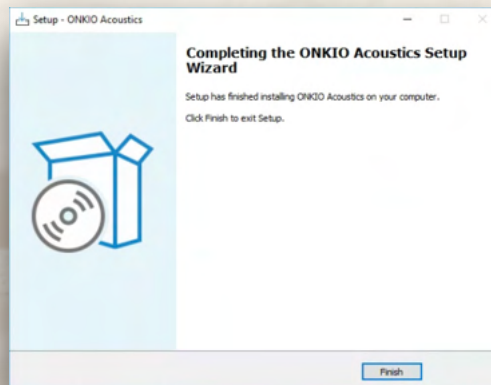 Setup - ONKIO Acoustics
Completing the ONKIO Acoustics Setup
Wizard
Setup has finished installing ONKIO Acoustics on your computer.
Click Finish to exit Setup.
Finish